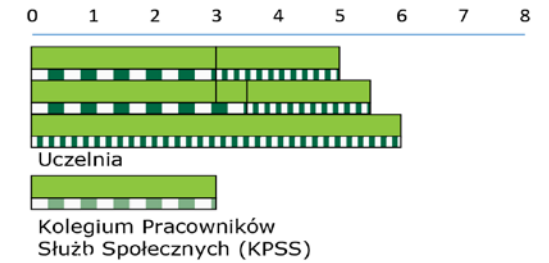 0 1 2 3 4 5 6 7 8
Uczelnia
Kolegium Pracowników
Służb Społecznych (KPSS)